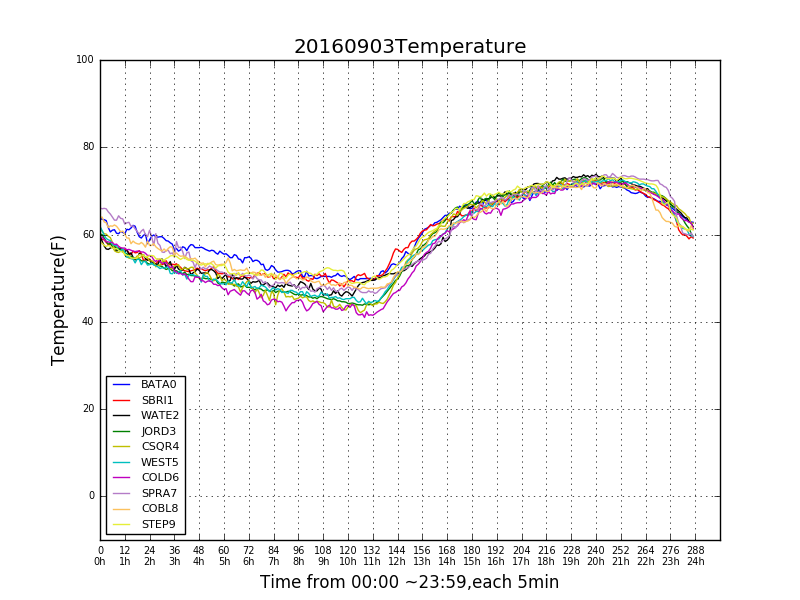 20160903Temperature
100
80
60
40
20
0
Temperature(F)
BATA0
SBRI1
WATE2
JORD3
CSQR4
WEST5
COLD6
SPRA7
COBL8
STEP9
0 12 24 36 48 60 72 84 96 108 120 132 144 156 168 180 192 204 216 228 240 252 264 276 288
0h 1h 2h 3h 4h 5h 6h 7h 8h 9h 10h 11h 12h 13h 14h 15h 16h 17h 18h 19h 20h 21h 22h 23h 24h
Time from 00:00 ~23:59,each 5min